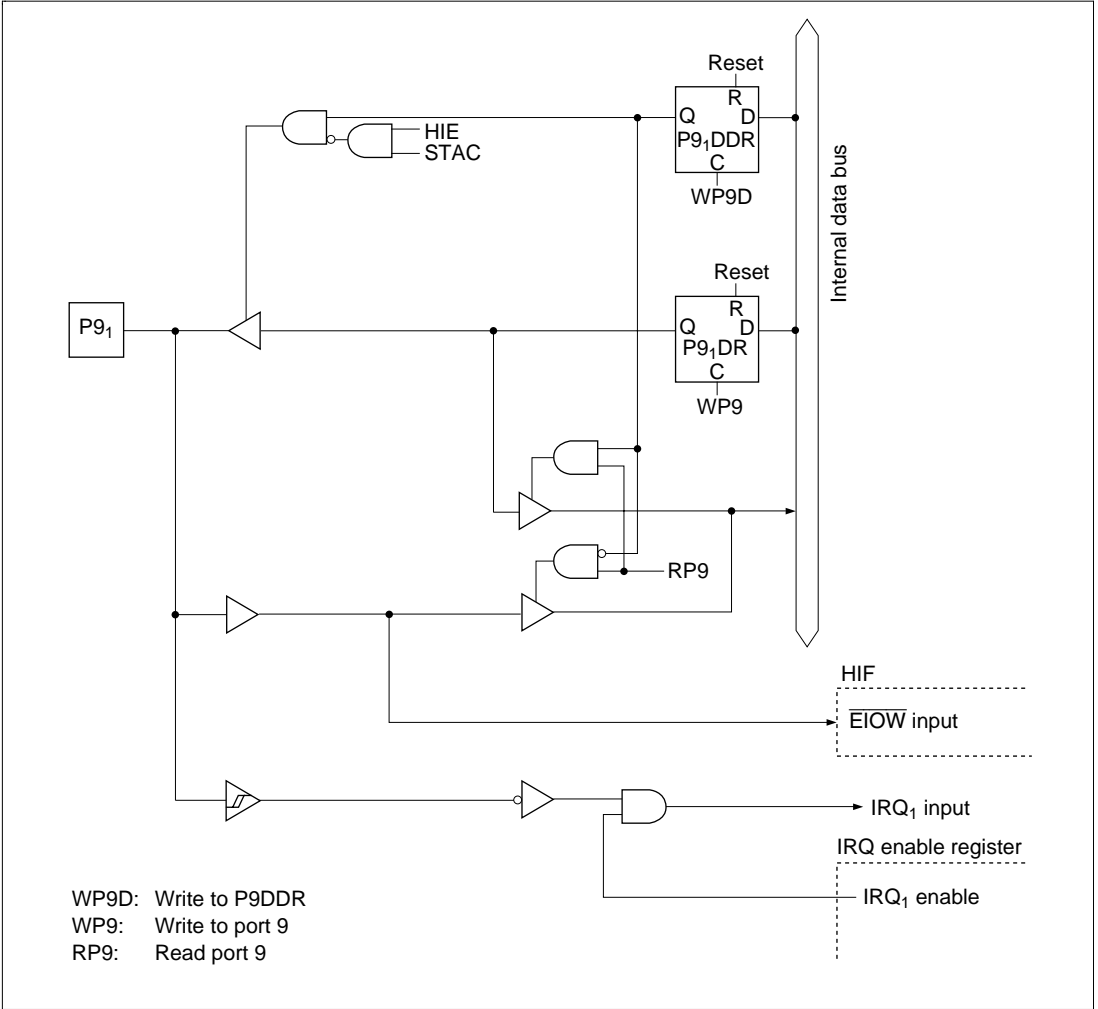 Reset
R
Q D
P9₁DDR
C
WP9D
HIE
STAC
Internal data bus
Reset
R
Q D
P9₁DR
C
WP9
P9₁
RP9
HIF
E̅I̅O̅W̅ input
IRQ₁ input
IRQ enable register
IRQ₁ enable
WP9D: Write to P9DDR
WP9: Write to port 9
RP9: Read port 9